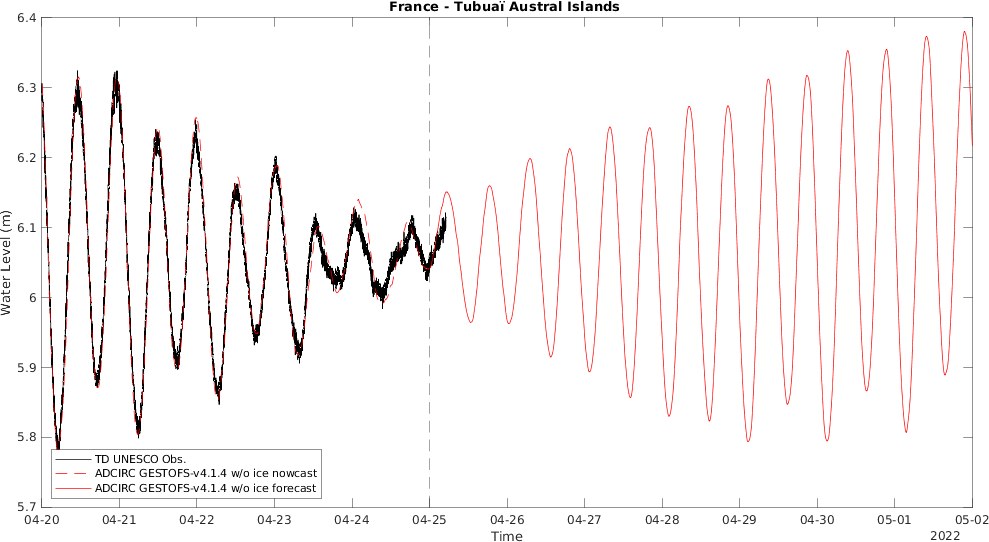 France - Tubuaï Austral Islands
6.4
6.3
6.2
6.1
6
5.9
5.8
5.7
Water Level (m)
TD UNESCO Obs.
ADCIRC GESTOFS-v4.1.4 w/o ice nowcast
ADCIRC GESTOFS-v4.1.4 w/o ice forecast
04-20 04-21 04-22 04-23 04-24 04-25 04-26 04-27 04-28 04-29 04-30 05-01 05-02
Time
2022